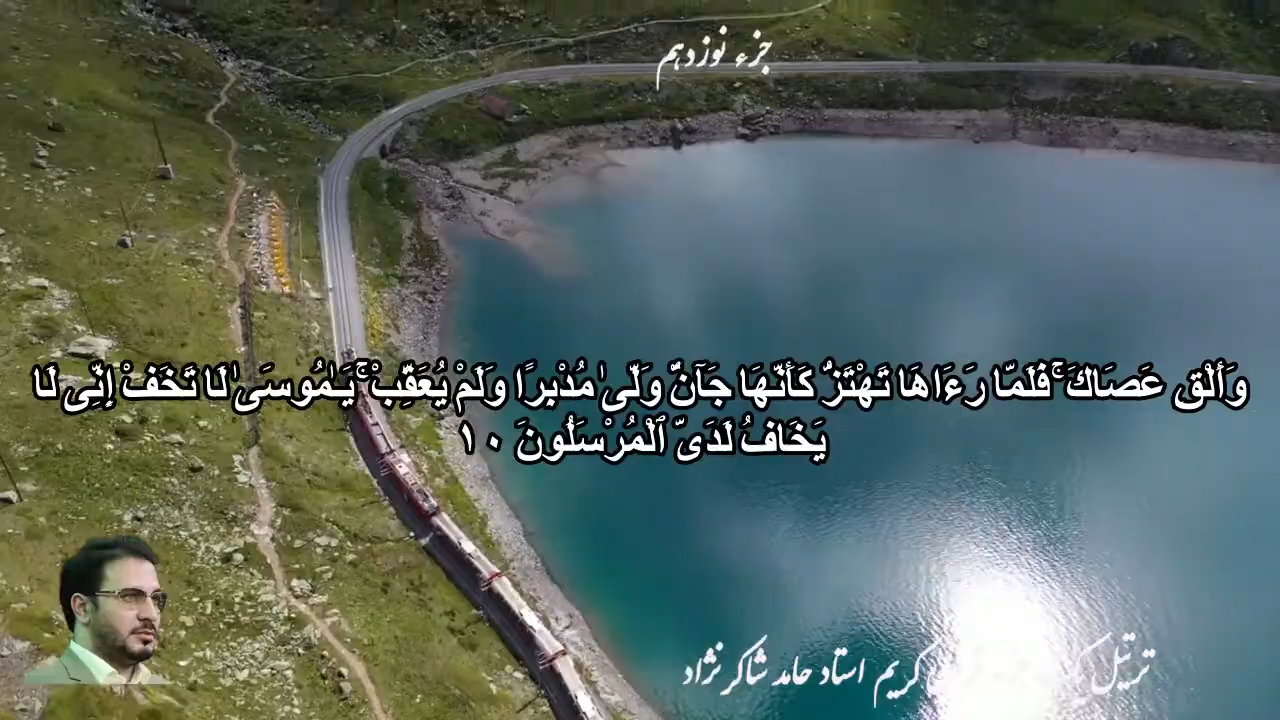 جزء نوزدهم
وَأَلْقِ عَصَاكَ ۚ فَلَمَّا رَءَاهَا تَهْتَزُّ كَأَنَّهَا جَآنٌّ وَلَّىٰ مُدْبِرًا وَلَمْ يُعَقِّبْ ۚ يَـٰمُوسَىٰ لَا تَخَفْ إِنِّى لَا
يَخَافُ لَدَىَّ ٱلْمُرْسَلُونَ ١٠
ترتیل کریم استاد حامد شاکرنژاد